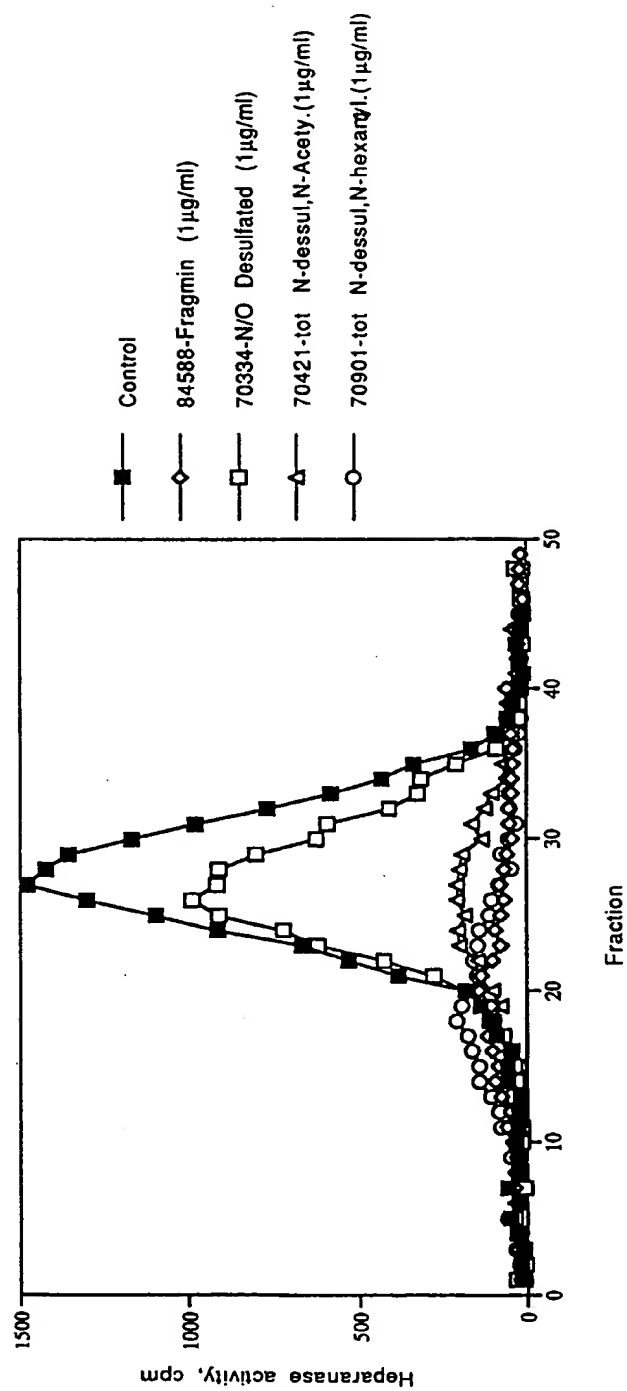 Heparanase activity, cpm
1500
1000
500
0
0
10
20
30
40
50
Fraction
Control
84588-Fragmin (1µg/ml)
70334-N/O Desulfated (1µg/ml)
70421-tot N-dessul,N-Acety.(1µg/ml)
70901-tot N-dessul,N-hexanyl.(1µg/ml)